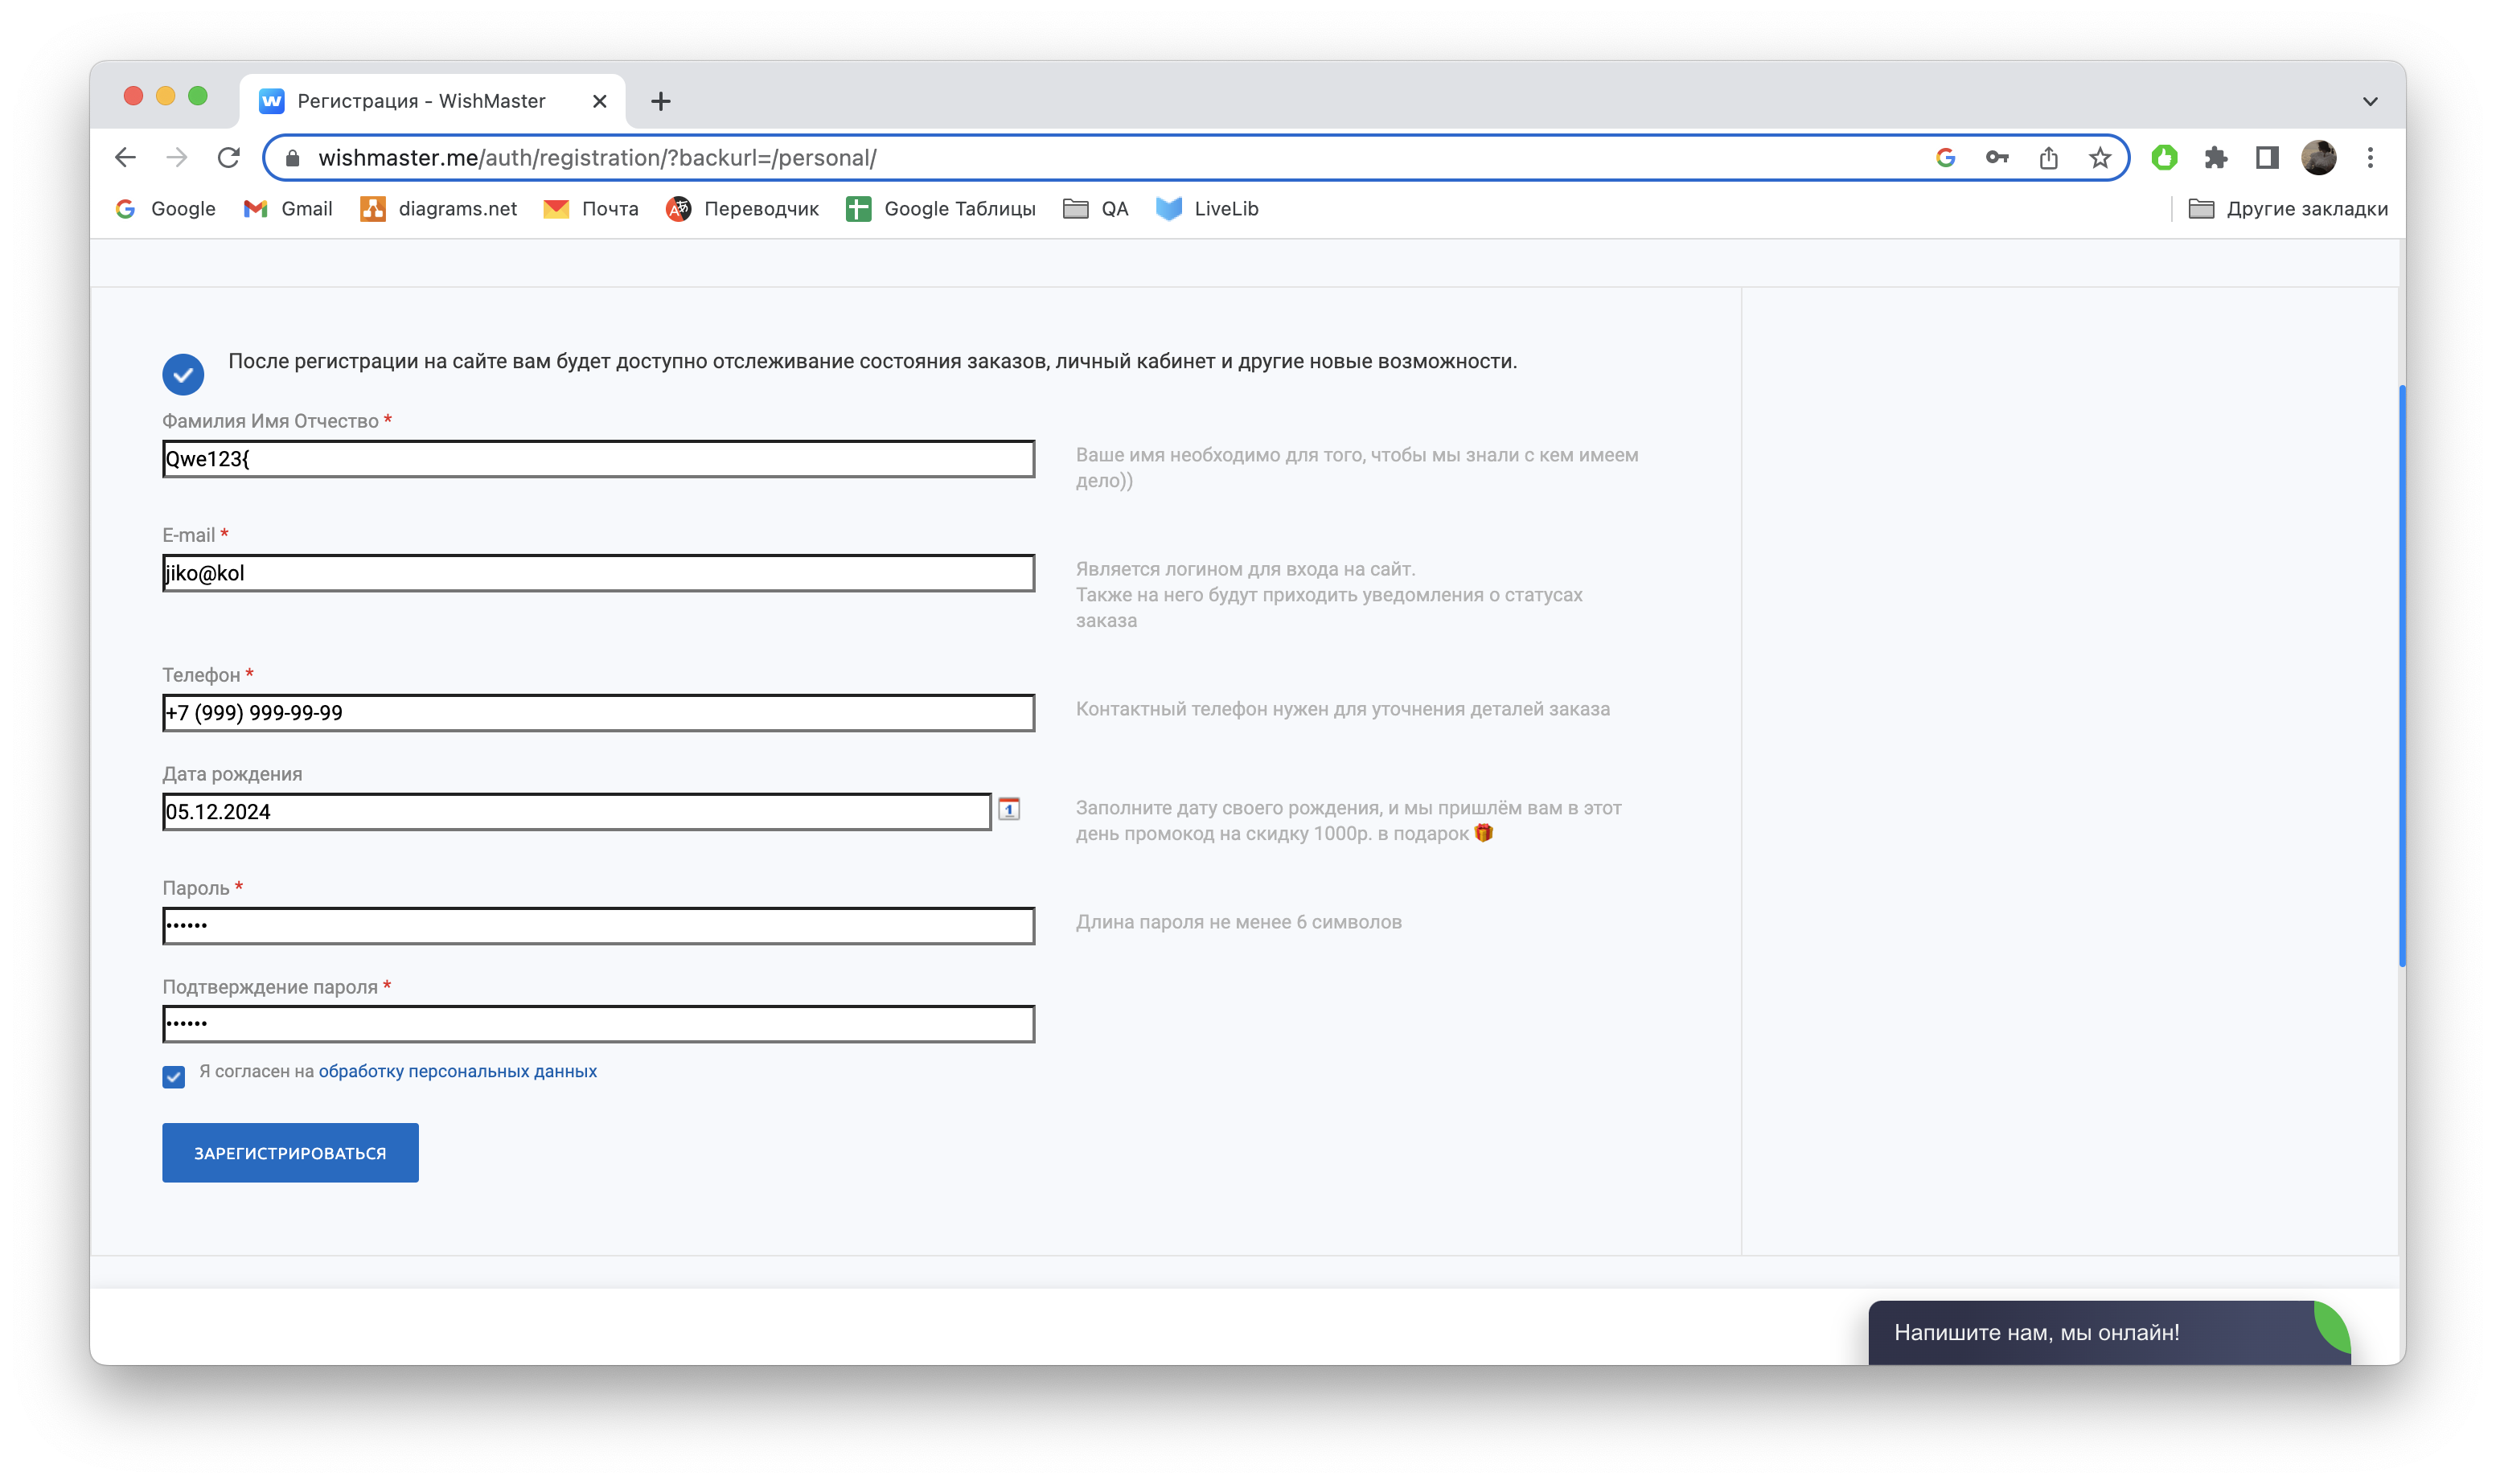 Регистрация - WishMaster
wishmaster.me/auth/registration/?backurl=/personal/
Google Gmail diagrams.net Почта Переводчик Google Таблицы QA LiveLib Другие закладки
После регистрации на сайте вам будет доступно отслеживание состояния заказов, личный кабинет и другие новые возможности.
Фамилия Имя Отчество *
Qwe123{
Ваше имя необходимо для того, чтобы мы знали с кем имеем
дело))
E-mail *
jiko@kol
Является логином для входа на сайт.
Также на него будут приходить уведомления о статусах
заказа
Телефон *
+7 (999) 999-99-99
Контактный телефон нужен для уточнения деталей заказа
Дата рождения
05.12.2024
1
Заполните дату своего рождения, и мы пришлём вам в этот
день промокод на скидку 1000р. в подарок 🎁
Пароль *
••••••
Длина пароля не менее 6 символов
Подтверждение пароля *
••••••
Я согласен на обработку персональных данных
ЗАРЕГИСТРИРОВАТЬСЯ
Напишите нам, мы онлайн!